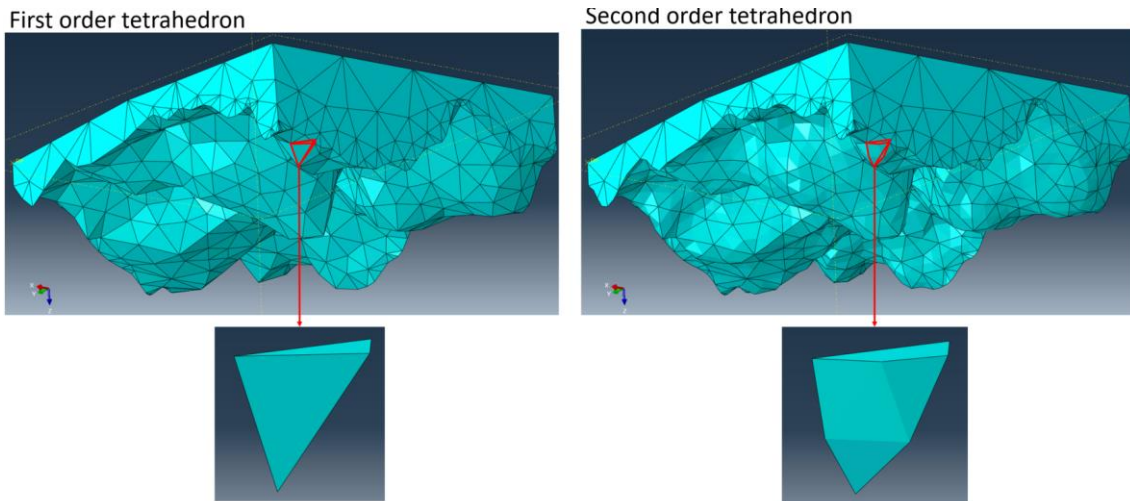 First order tetrahedron
Second order tetrahedron
X
Y
Z
X
Y
Z